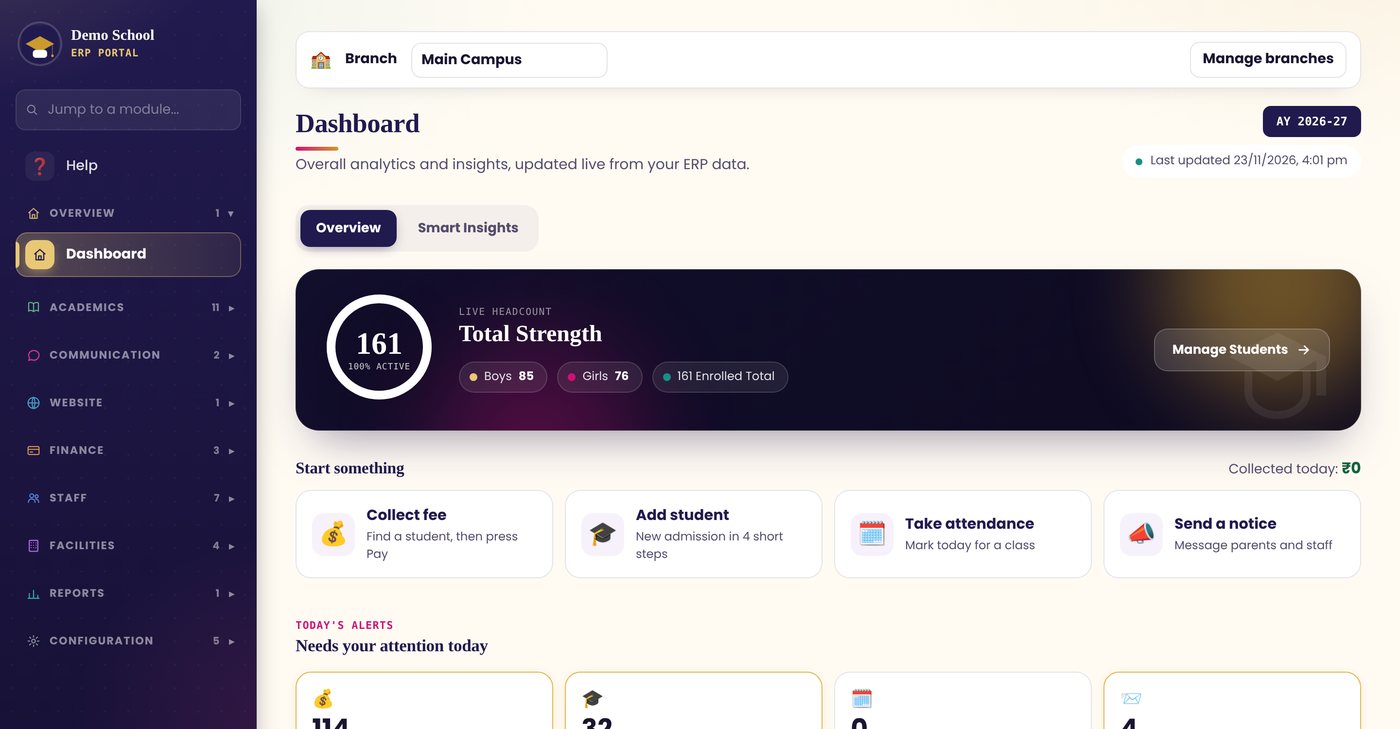 Demo School
ERP PORTAL
Jump to a module...
Help
OVERVIEW 1
Dashboard
ACADEMICS 11
COMMUNICATION 2
WEBSITE 1
FINANCE 3
STAFF 7
FACILITIES 4
REPORTS 1
CONFIGURATION 5
Branch Main Campus Manage branches
Dashboard
AY 2026-27
Overall analytics and insights, updated live from your ERP data.
Last updated 23/11/2026, 4:01 pm
Overview Smart Insights
LIVE HEADCOUNT
Total Strength
161
100% ACTIVE
Boys 85 Girls 76 161 Enrolled Total
Manage Students →
Start something
Collected today: ₹0
Collect fee
Find a student, then press
Pay
Add student
New admission in 4 short
steps
Take attendance
Mark today for a class
Send a notice
Message parents and staff
TODAY'S ALERTS
Needs your attention today
114
32
0
4